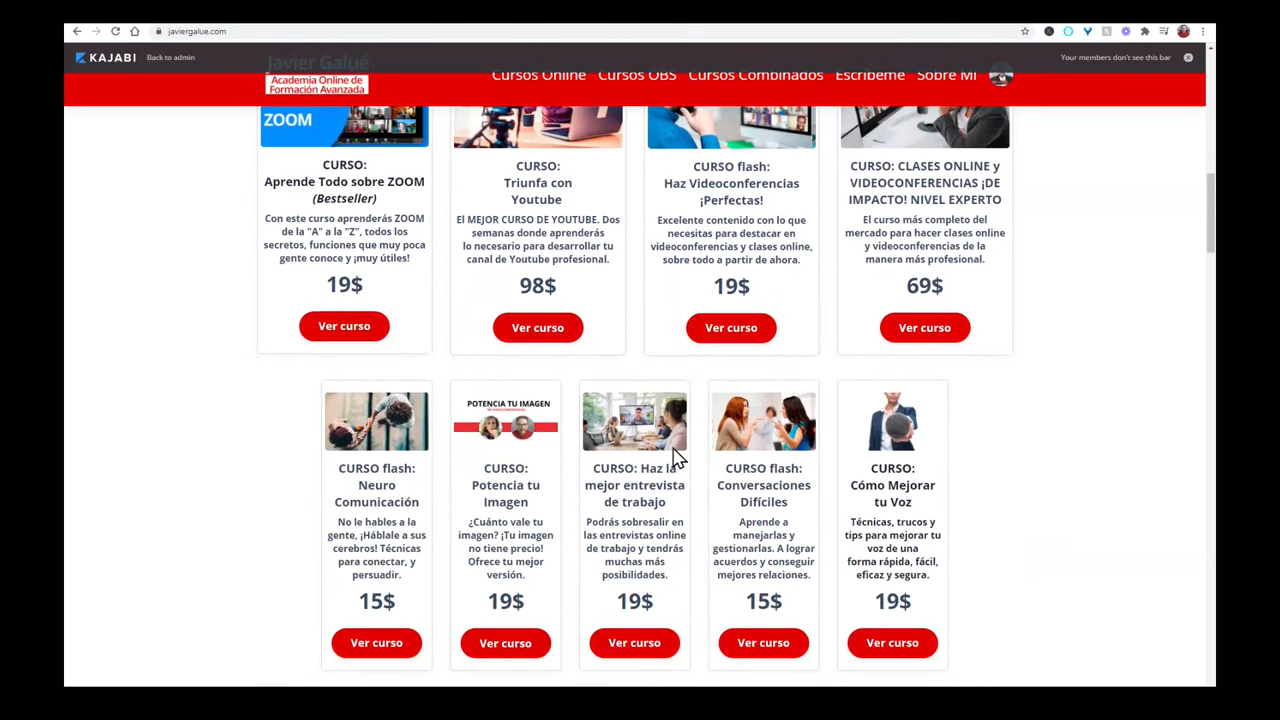 javiergalue.com
KAJABI Back to admin
Your members don't see this bar
Javier Galué
Academia Online de
Formación Avanzada
Cursos Online Cursos OBS Cursos Combinados Escríbeme Sobre Mí
ZOOM
CURSO:
Aprende Todo sobre ZOOM
(Bestseller)
Con este curso aprenderás ZOOM
de la "A" a la "Z", todos los
secretos, funciones que muy poca
gente conoce y ¡muy útiles!
19$
Ver curso
CURSO:
Triunfa con
Youtube
El MEJOR CURSO DE YOUTUBE. Dos
semanas donde aprenderás
lo necesario para desarrollar tu
canal de Youtube profesional.
98$
Ver curso
CURSO flash:
Haz Videoconferencias
¡Perfectas!
Excelente contenido con lo que
necesitas para destacar en
videoconferencias y clases online,
sobre todo a partir de ahora.
19$
Ver curso
CURSO: CLASES ONLINE y
VIDEOCONFERENCIAS ¡DE
IMPACTO! NIVEL EXPERTO
El curso más completo del
mercado para hacer clases online
y videoconferencias de la
manera más profesional.
69$
Ver curso
CURSO flash:
Neuro
Comunicación
No le hables a la
gente, ¡Háblale a sus
cerebros! Técnicas
para conectar, y
persuadir.
15$
Ver curso
POTENCIA TU IMAGEN
CURSO:
Potencia tu
Imagen
¿Cuánto vale tu
imagen? ¡Tu imagen
no tiene precio!
Ofrece tu mejor
versión.
19$
Ver curso
CURSO: Haz la
mejor entrevista
de trabajo
Podrás sobresalir en
las entrevistas online
de trabajo y tendrás
muchas más
posibilidades.
19$
Ver curso
CURSO flash:
Conversaciones
Difíciles
Aprende a
manejarlas y
gestionarlas. A lograr
acuerdos y conseguir
mejores relaciones.
15$
Ver curso
CURSO:
Cómo Mejorar
tu Voz
Técnicas, trucos y
tips para mejorar tu
voz de una
forma rápida, fácil,
eficaz y segura.
19$
Ver curso